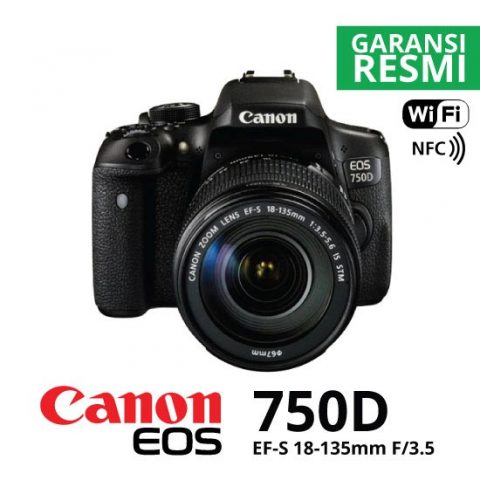 GARANSI
RESMI
WiFi
NFC
Canon
EOS
750D
CANON ZOOM LENS EF-S 18-135mm 1:3.5-5.6 IS STM
Φ67mm
Canon 750D
EOS EF-S 18-135mm F/3.5